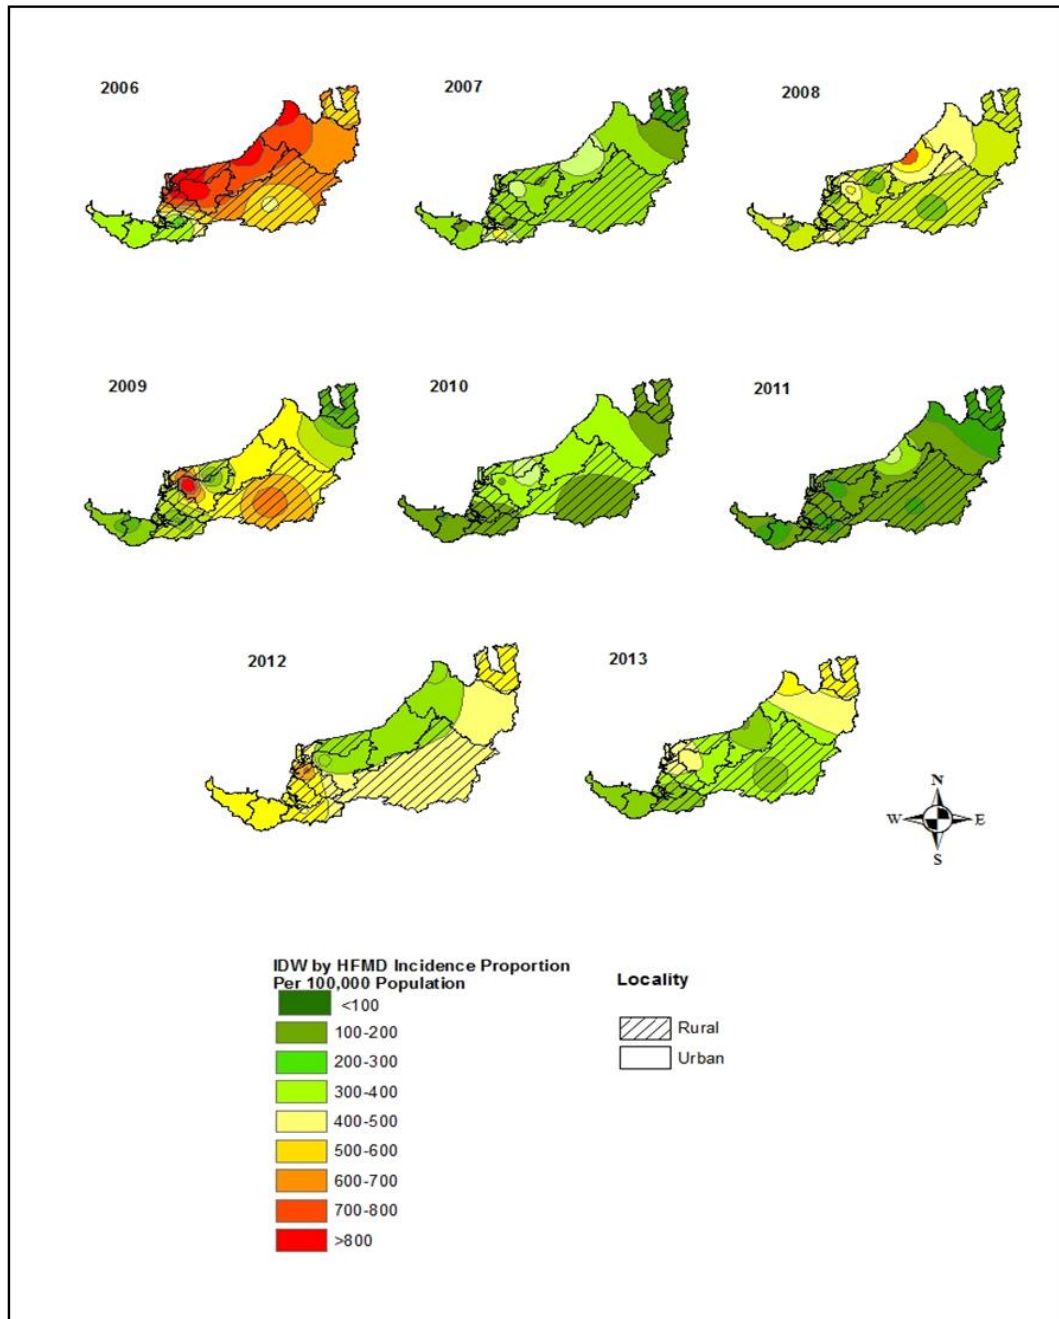 2006
2007
2008
2009
2010
2011
2012
2013
N
W
E
S
IDW by HFMD Incidence Proportion
Per 100,000 Population
<100
100-200
200-300
300-400
400-500
500-600
600-700
700-800
>800
Locality
Rural
Urban